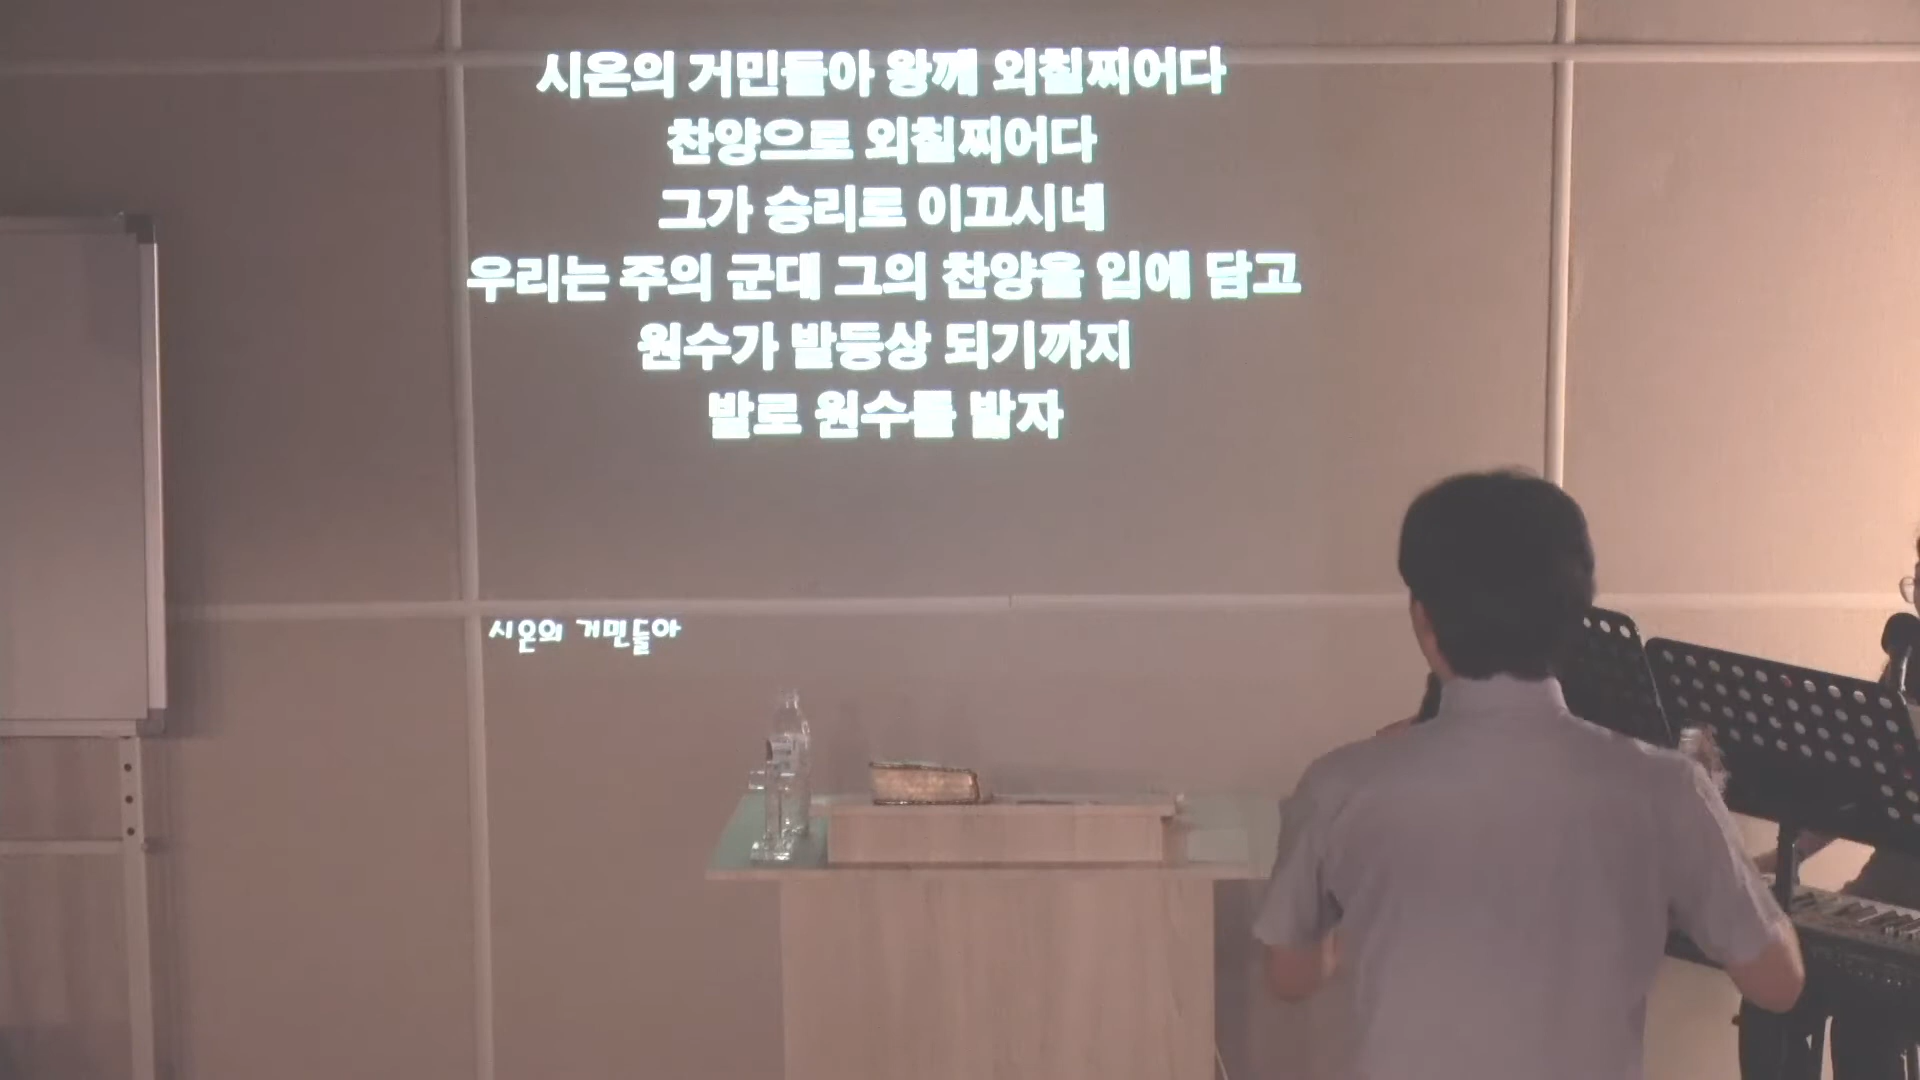 시온의 거민들아 왕께 외칠찌어다
찬양으로 외칠찌어다
그가 승리로 이끄시네
우리는 주의 군대 그의 찬양을 입에 담고
원수가 발등상 되기까지
발로 원수를 밟자
시온의 거민들아